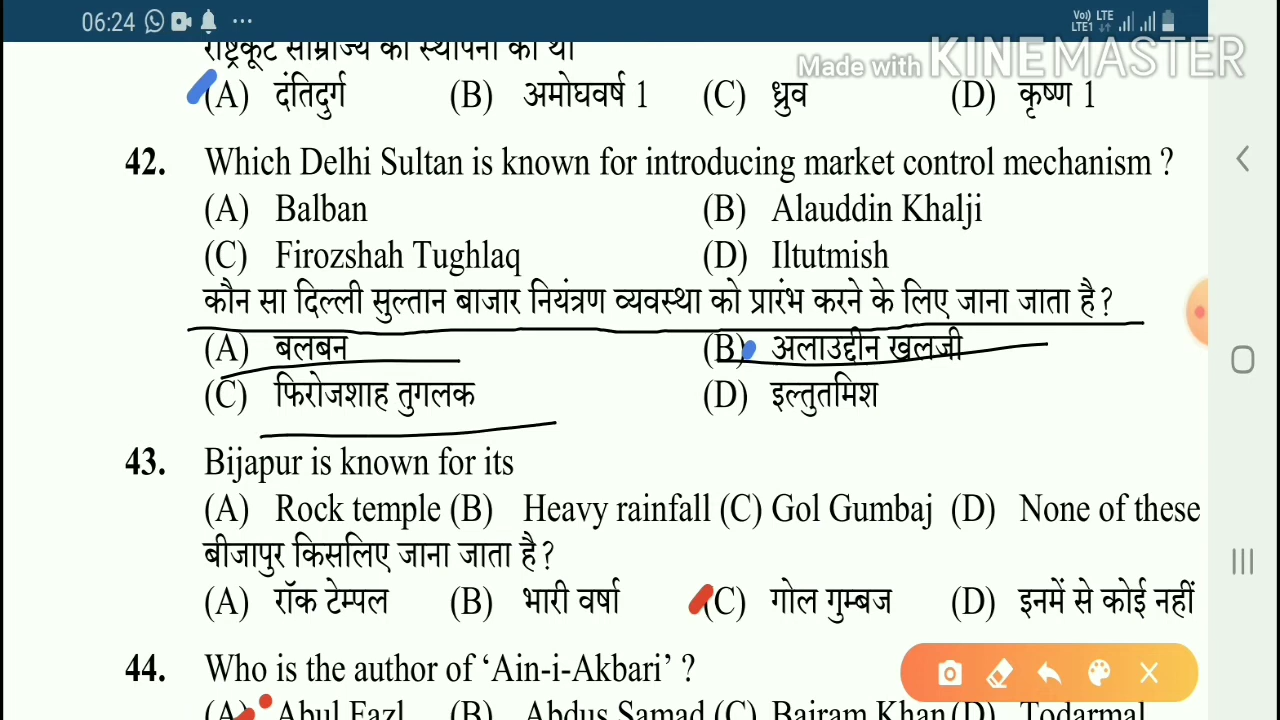 06:24 ... Vo) LTE
LTE1
Made with KINEMASTER
राष्ट्रकूट साम्राज्य की स्थापना की थी
(A) दंतिदुर्ग (B) अमोघवर्ष 1 (C) ध्रुव (D) कृष्ण 1
42. Which Delhi Sultan is known for introducing market control mechanism ?
(A) Balban (B) Alauddin Khalji
(C) Firozshah Tughlaq (D) Iltutmish
कौन सा दिल्ली सुल्तान बाजार नियंत्रण व्यवस्था को प्रारंभ करने के लिए जाना जाता है?
(A) बलबन (B) अलाउद्दीन खलजी
(C) फिरोजशाह तुगलक (D) इल्तुतमिश
43. Bijapur is known for its
(A) Rock temple (B) Heavy rainfall (C) Gol Gumbaj (D) None of these
बीजापुर किसलिए जाना जाता है?
(A) रॉक टेम्पल (B) भारी वर्षा (C) गोल गुम्बज (D) इनमें से कोई नहीं
44. Who is the author of ‘Ain-i-Akbari’ ?
(A) Abul Fazl (B) Abdus Samad (C) Bairam Khan (D) Todarmal